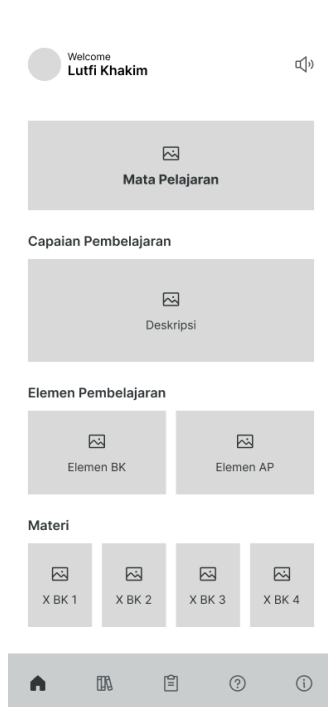 Welcome
Lutfi Khakim
Mata Pelajaran
Capaian Pembelajaran
Deskripsi
Elemen Pembelajaran
Elemen BK
Elemen AP
Materi
X BK 1
X BK 2
X BK 3
X BK 4